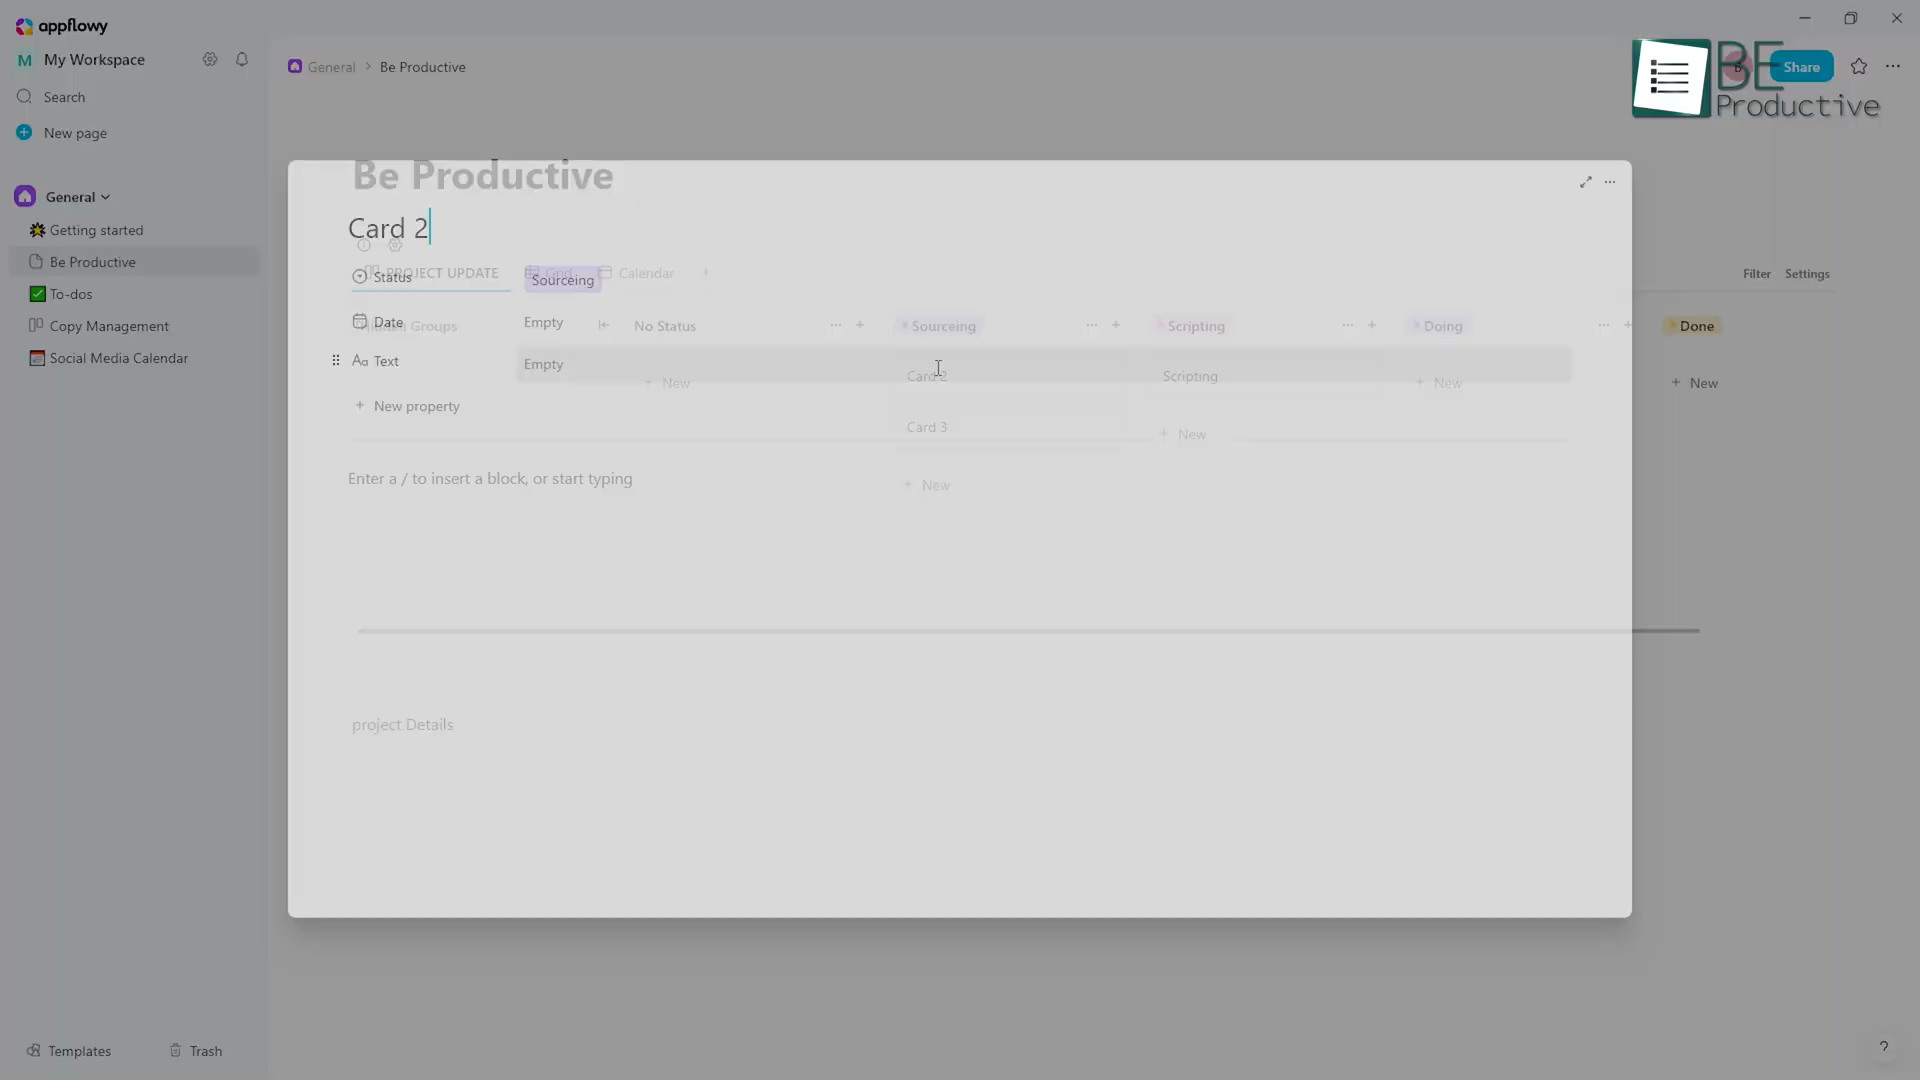 appflowy
M My Workspace
Search
New page
General
Getting started
Be Productive
To-dos
Copy Management
Social Media Calendar
Templates
Trash
General > Be Productive
Share
BE
Productive
Be Productive
Card 2
PROJECT UPDATE
Grid
Calendar
Filter
Settings
Status
Sourceing
Date
Empty
Text
Empty
New property
Enter a / to insert a block, or start typing
Groups
No Status
Sourceing
Scripting
Doing
Done
New
Card 2
Scripting
New
New
Card 3
New
New
project Details
?